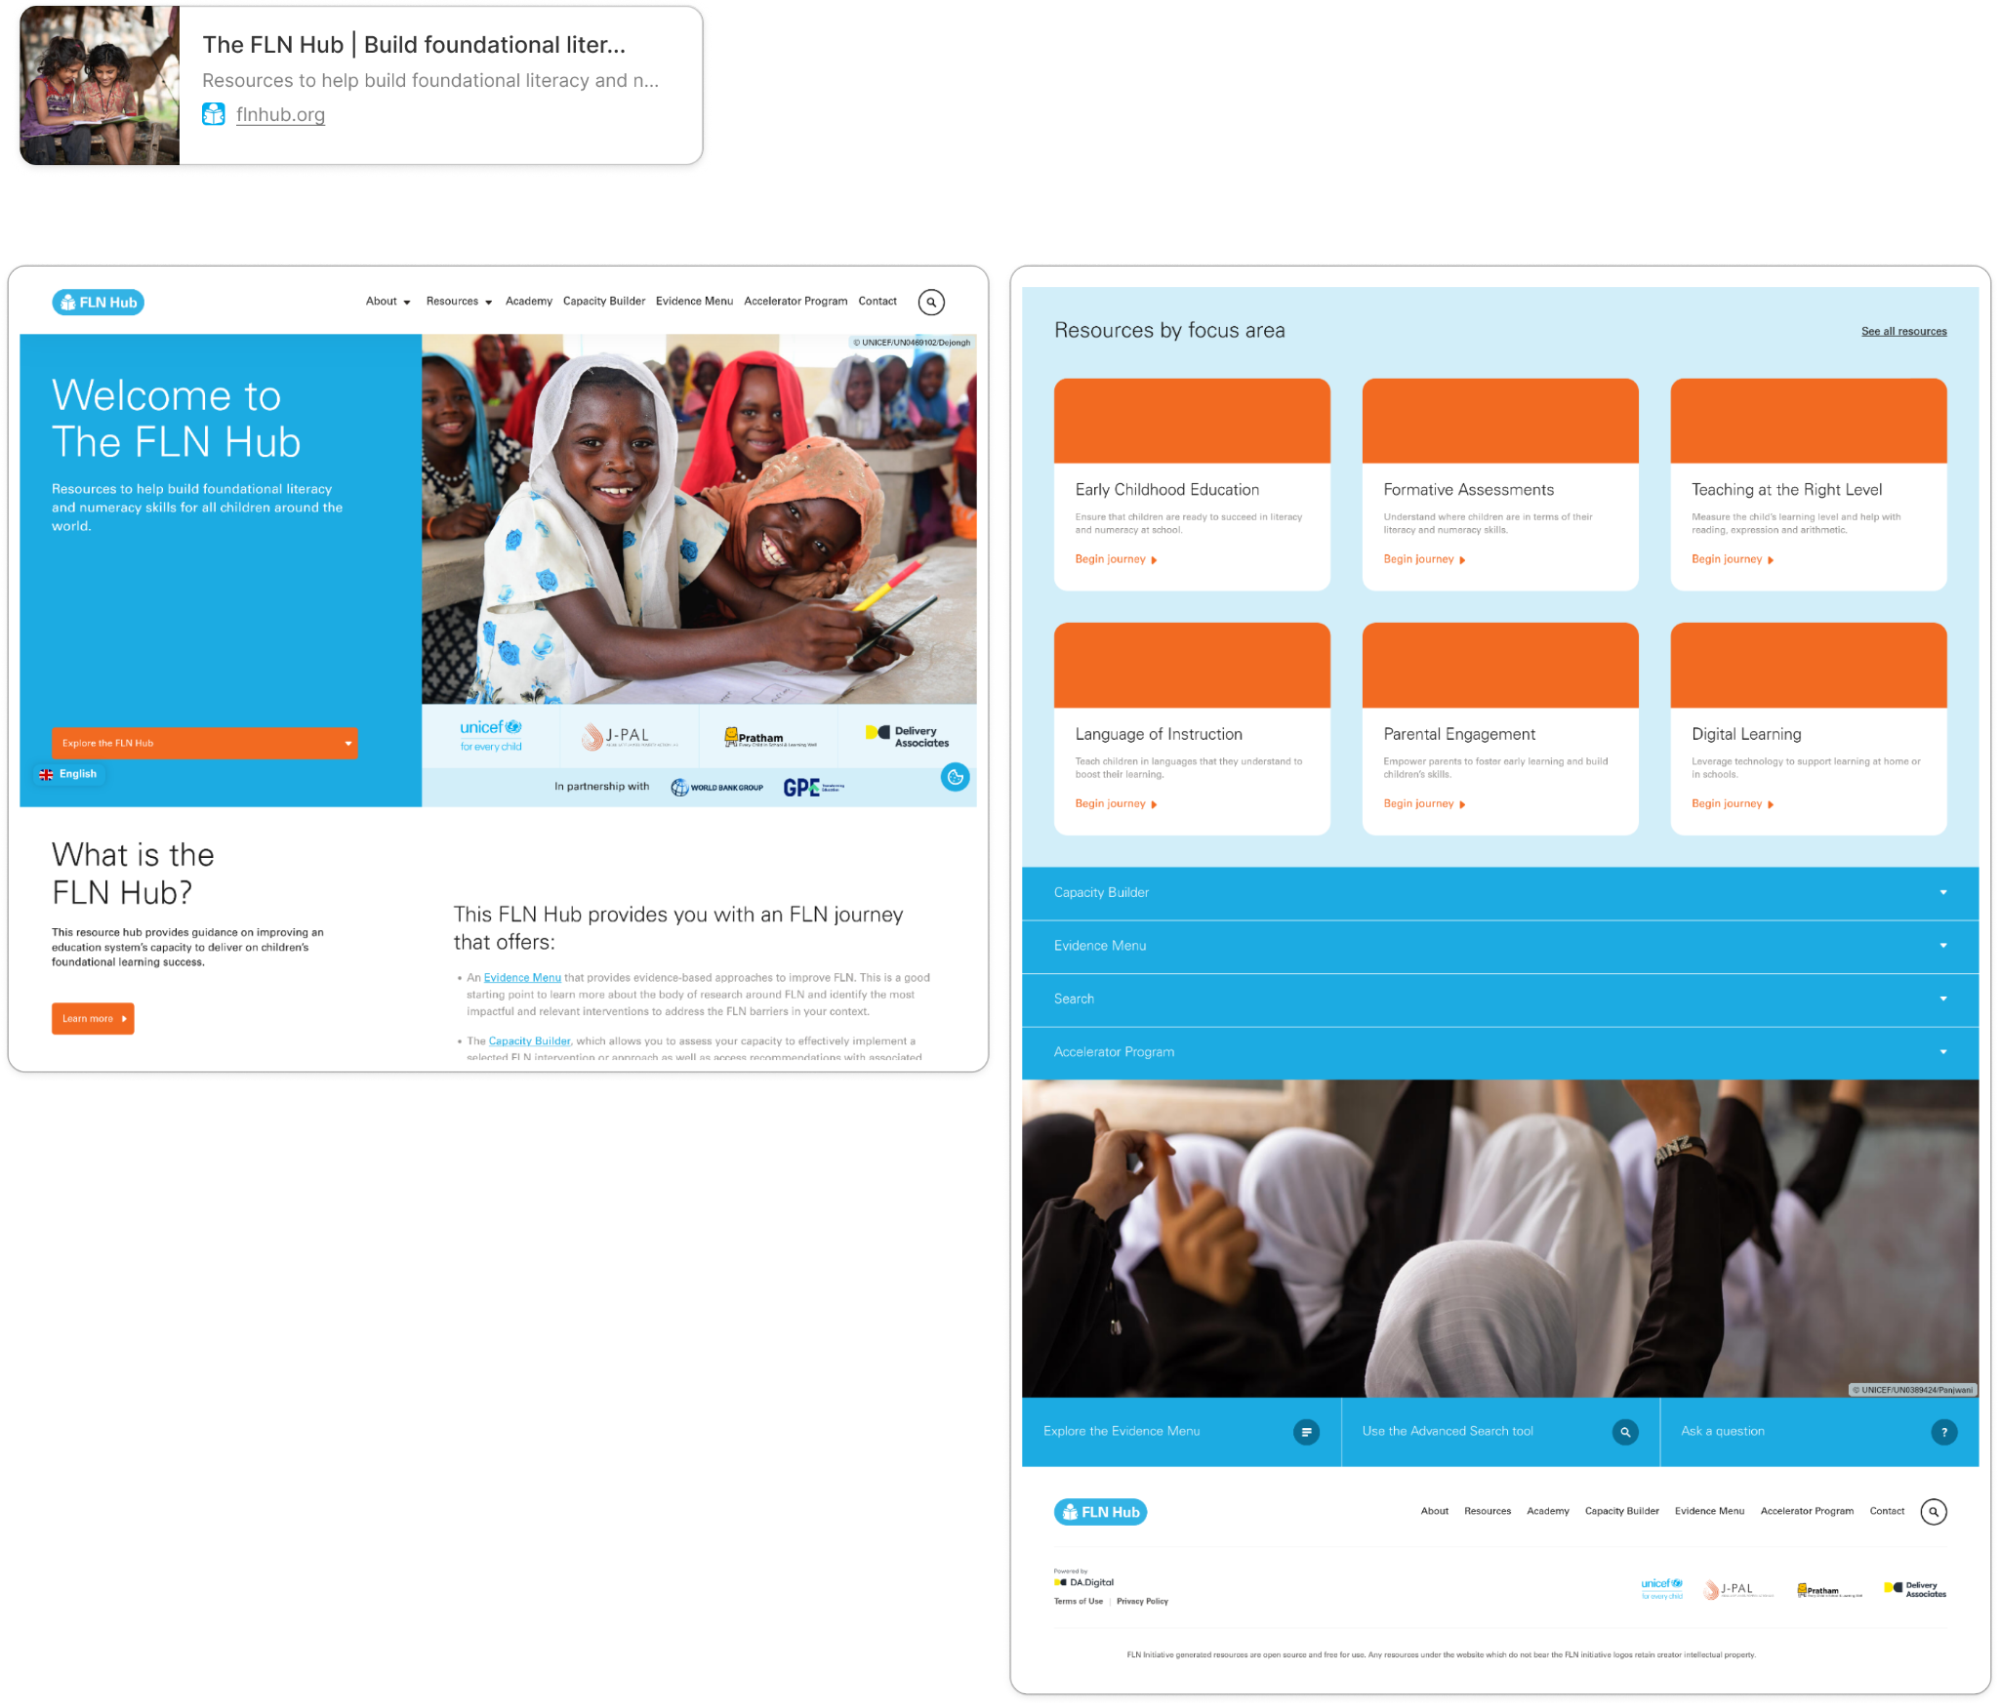 The FLN Hub | Build foundational liter...
Resources to help build foundational literacy and n...
flnhub.org
FLN Hub
About
Resources
Academy
Capacity Builder
Evidence Menu
Accelerator Program
Contact
© UNICEF/UN0469102/Dejongh
Welcome to
The FLN Hub
Resources to help build foundational literacy
and numeracy skills for all children around the
world.
Explore the FLN Hub
English
unicef
for every child
J-PAL
Pratham
Every Child in School & Learning Well
Delivery
Associates
In partnership with
WORLD BANK GROUP
GPE
Transforming
Education
What is the
FLN Hub?
This resource hub provides guidance on improving an
education system's capacity to deliver on children's
foundational learning success.
Learn more
This FLN Hub provides you with an FLN journey
that offers:
• An Evidence Menu that provides evidence-based approaches to improve FLN. This is a good
starting point to learn more about the body of research around FLN and identify the most
impactful and relevant interventions to address the FLN barriers in your context.
• The Capacity Builder, which allows you to assess your capacity to effectively implement a
selected FLN intervention or approach as well as access recommendations with associated
Resources by focus area
See all resources
Early Childhood Education
Ensure that children are ready to succeed in literacy
and numeracy at school.
Begin journey
Formative Assessments
Understand where children are in terms of their
literacy and numeracy skills.
Begin journey
Teaching at the Right Level
Measure the child's learning level and help with
reading, expression and arithmetic.
Begin journey
Language of Instruction
Teach children in languages that they understand to
boost their learning.
Begin journey
Parental Engagement
Empower parents to foster early learning and build
children's skills.
Begin journey
Digital Learning
Leverage technology to support learning at home or
in schools.
Begin journey
Capacity Builder
Evidence Menu
Search
Accelerator Program
© UNICEF/UN0389424/Panjwani
Explore the Evidence Menu
Use the Advanced Search tool
Ask a question
?
FLN Hub
About
Resources
Academy
Capacity Builder
Evidence Menu
Accelerator Program
Contact
Powered by
DA.Digital
Terms of Use | Privacy Policy
unicef
for every child
J-PAL
Pratham
Delivery
Associates
FLN Initiative generated resources are open source and free for use. Any resources under the website which do not bear the FLN initiative logos retain creator intellectual property.